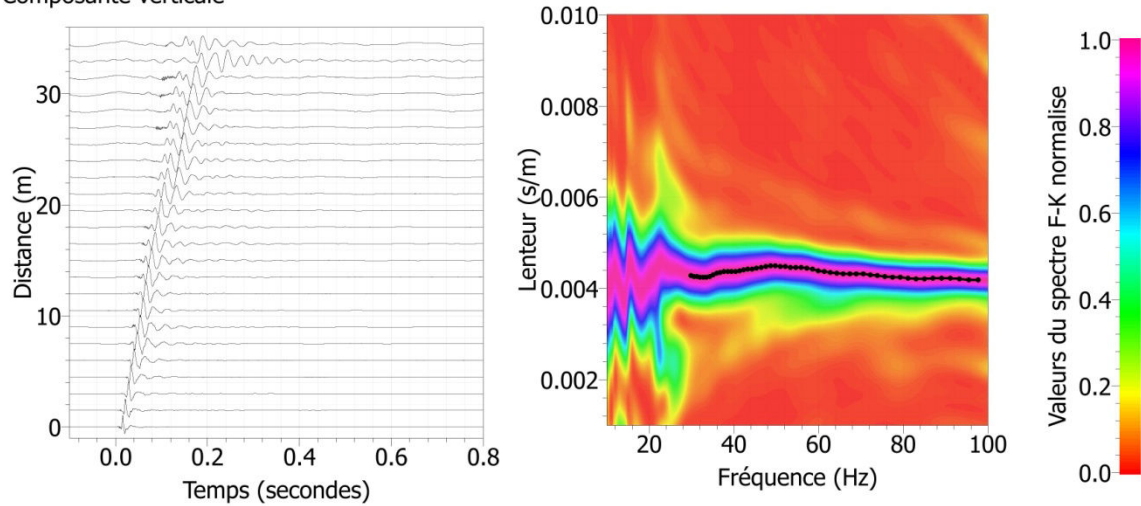 Composante verticale
Distance (m)
30
20
10
0
0.0 0.2 0.4 0.6 0.8
Temps (secondes)
Lenteur (s/m)
0.010
0.008
0.006
0.004
0.002
20 40 60 80 100
Fréquence (Hz)
Valeurs du spectre F-K normalise
1.0
0.8
0.6
0.4
0.2
0.0